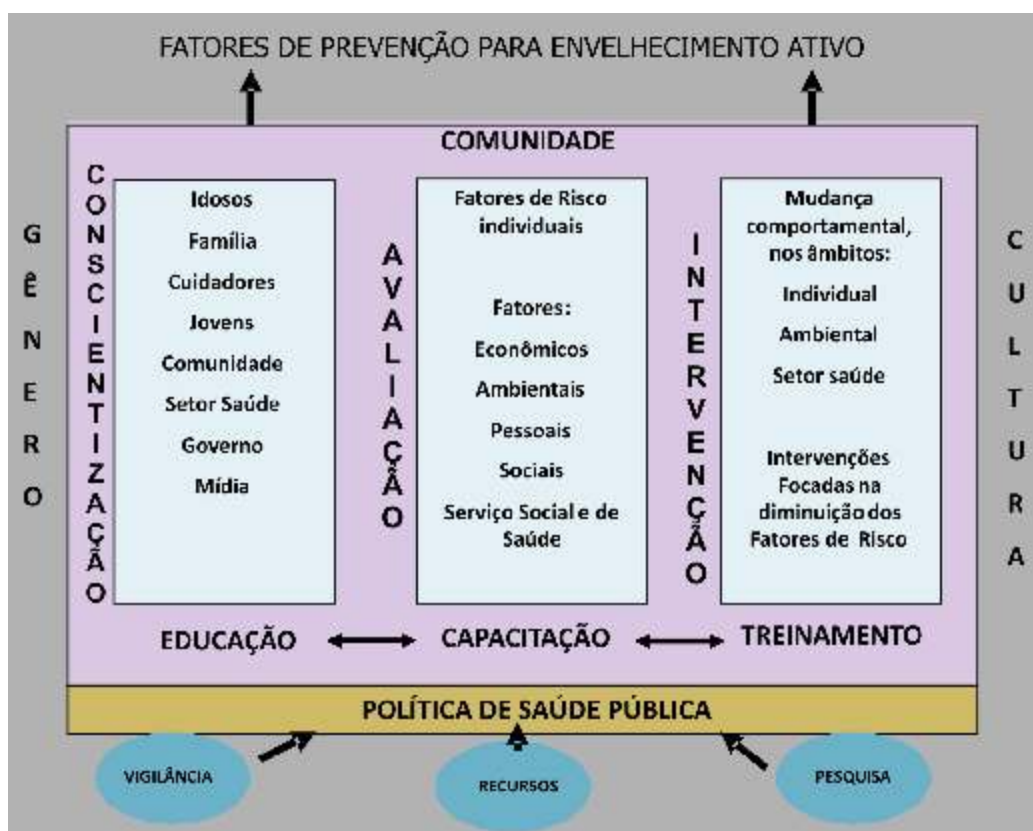 FATORES DE PREVENÇÃO PARA ENVELHECIMENTO ATIVO
COMUNIDADE
GÊNERO
CONSCIENTIZAÇÃO
Idosos
Família
Cuidadores
Jovens
Comunidade
Setor Saúde
Governo
Mídia
AVALIAÇÃO
Fatores de Risco
individuais
Fatores:
Econômicos
Ambientais
Pessoais
Sociais
Serviço Social e de
Saúde
INTERVENÇÃO
Mudança
comportamental,
nos âmbitos:
Individual
Ambiental
Setor saúde
Intervenções
Focadas na
diminuição dos
Fatores de Risco
CULTURA
EDUCAÇÃO
CAPACITAÇÃO
TREINAMENTO
POLÍTICA DE SAÚDE PÚBLICA
VIGILÂNCIA
RECURSOS
PESQUISA